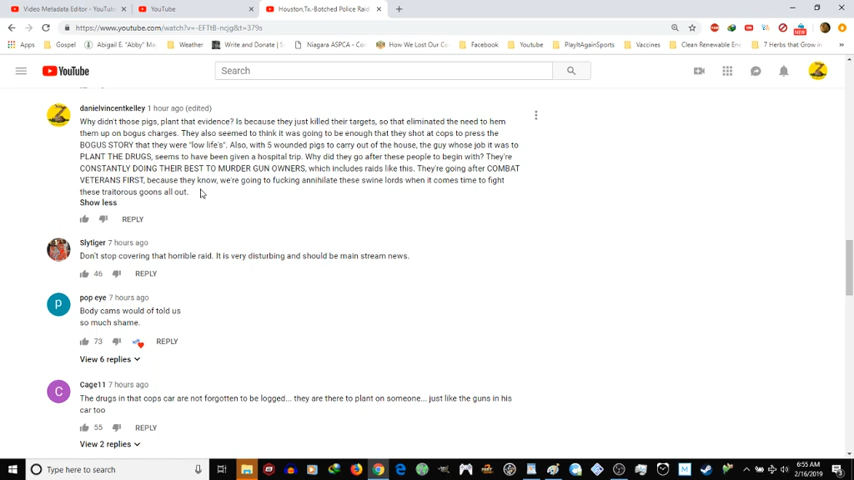 Video Metadata Editor - YouTub
YouTube
Houston,Tx.-Botched Police Raid
https://www.youtube.com/watch?v=-EFTtB-ncjg&t=379s
Apps
Gospel
Abigail E. "Abby" M
Weather
Write and Donate | S
Niagara ASPCA - C
How We Lost Our C
Facebook
Youtube
PlayItAgainSports
Vaccines
Clean Renewable En
7 Herbs that Grow in
YouTube
Search
danielvincentkelley 1 hour ago (edited)
Why didn't those pigs, plant that evidence? Is because they just killed their targets, so that eliminated the need to hem
them up on bogus charges. They also seemed to think it was going to be enough that they shot at cops to press the
BOGUS STORY that they were "low life's". Also, with 5 wounded pigs to carry out of the house, the guy whose job it was to
PLANT THE DRUGS, seems to have been given a hospital trip. Why did they go after these people to begin with? They're
CONSTANTLY DOING THEIR BEST TO MURDER GUN OWNERS, which includes raids like this. They're going after COMBAT
VETERANS FIRST, because they know, we're going to fucking annihilate these swine lords when it comes time to fight
these traitorous goons all out.
Show less
REPLY
Slytiger 7 hours ago
Don't stop covering that horrible raid. It is very disturbing and should be main stream news.
46 REPLY
pop eye 7 hours ago
Body cams would of told us
so much shame.
73 REPLY
View 6 replies
Cage11 7 hours ago
The drugs in that cops car are not forgotten to be logged... they are there to plant on someone... just like the guns in his
car too
55 REPLY
View 2 replies
Type here to search
6:55 AM
2/16/2019